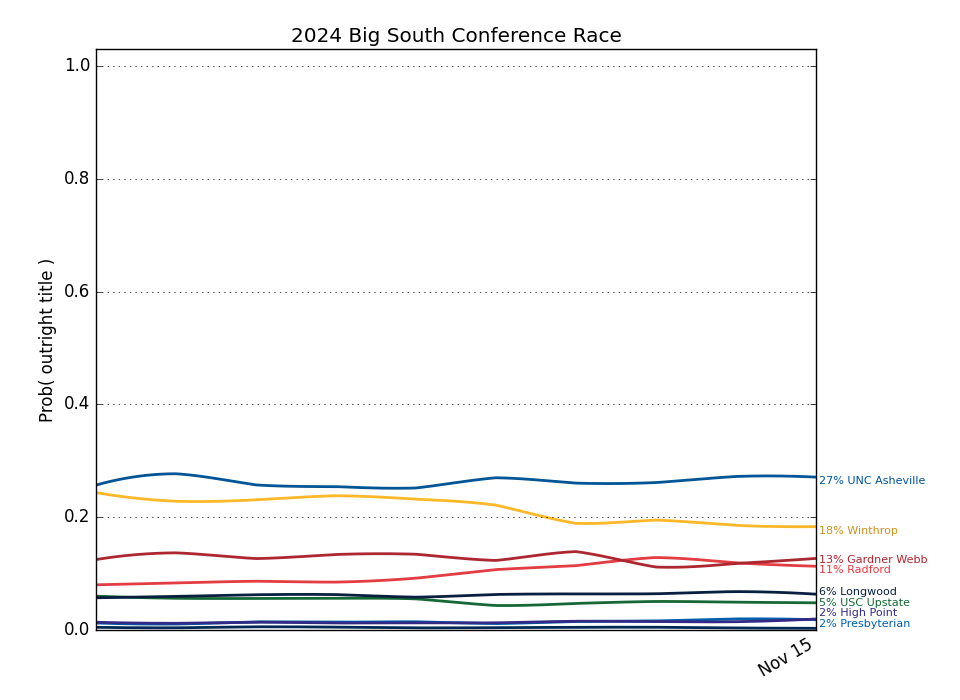 2024 Big South Conference Race
Prob( outright title )
1.0
0.8
0.6
0.4
0.2
0.0
27% UNC Asheville
18% Winthrop
13% Gardner Webb
11% Radford
6% Longwood
5% USC Upstate
2% High Point
2% Presbyterian
Nov 15